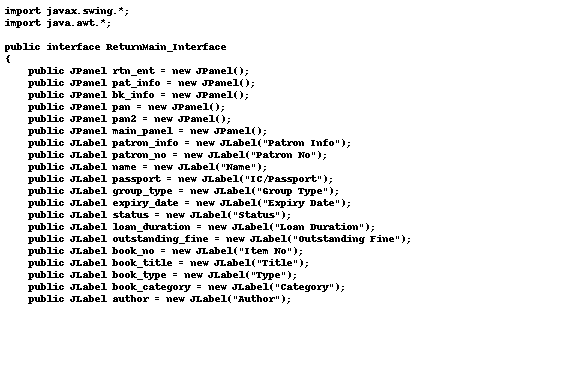 import javax.swing.*;
import java.awt.*;
public interface ReturnMain_Interface
{
public JPanel rtn_ent = new JPanel();
public JPanel pat_info = new JPanel();
public JPanel bk_info = new JPanel();
public JPanel pan = new JPanel();
public JPanel pan2 = new JPanel();
public JPanel main_panel = new JPanel();
public JLabel patron_info = new JLabel("Patron Info");
public JLabel patron_no = new JLabel("Patron No");
public JLabel name = new JLabel("Name");
public JLabel passport = new JLabel("IC/Passport");
public JLabel group_type = new JLabel("Group Type");
public JLabel expiry_date = new JLabel("Expiry Date");
public JLabel status = new JLabel("Status");
public JLabel loan_duration = new JLabel("Loan Duration");
public JLabel outstanding_fine = new JLabel("Outstanding Fine");
public JLabel book_no = new JLabel("Item No");
public JLabel book_title = new JLabel("Title");
public JLabel book_type = new JLabel("Type");
public JLabel book_category = new JLabel("Category");
public JLabel author = new JLabel("Author");